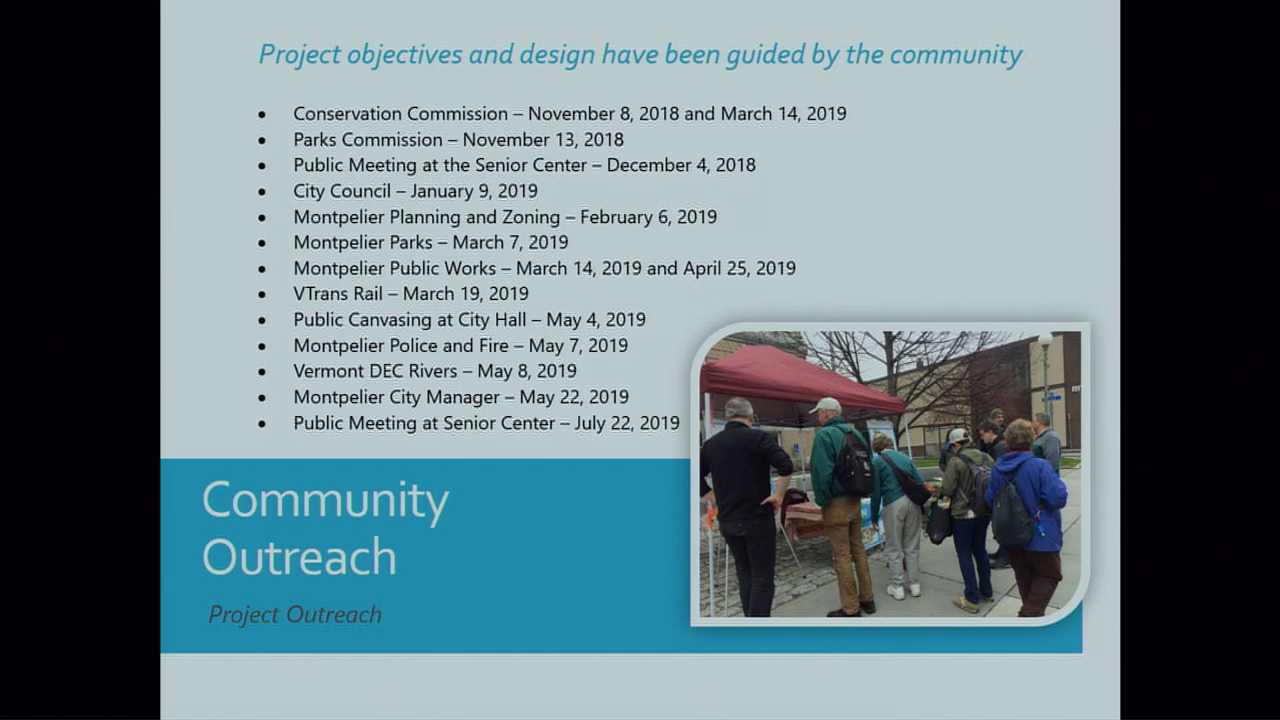 Project objectives and design have been guided by the community
• Conservation Commission – November 8, 2018 and March 14, 2019
• Parks Commission – November 13, 2018
• Public Meeting at the Senior Center – December 4, 2018
• City Council – January 9, 2019
• Montpelier Planning and Zoning – February 6, 2019
• Montpelier Parks – March 7, 2019
• Montpelier Public Works – March 14, 2019 and April 25, 2019
• VTrans Rail – March 19, 2019
• Public Canvasing at City Hall – May 4, 2019
• Montpelier Police and Fire – May 7, 2019
• Vermont DEC Rivers – May 8, 2019
• Montpelier City Manager – May 22, 2019
• Public Meeting at Senior Center – July 22, 2019
Community
Outreach
Project Outreach